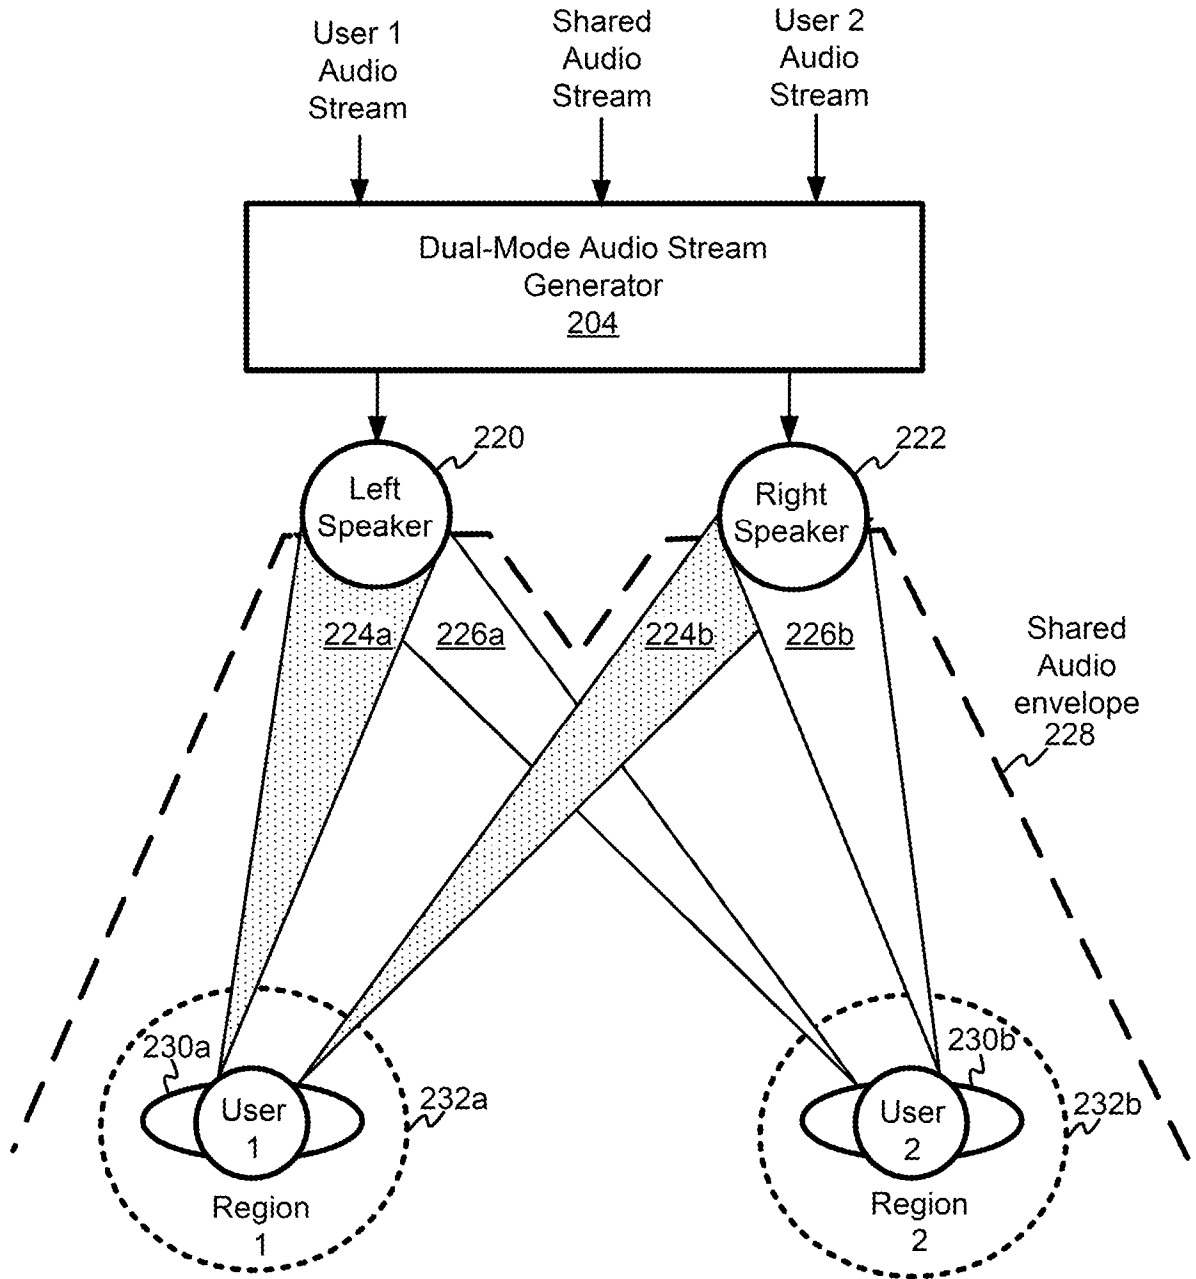 User 1
Audio
Stream
Shared
Audio
Stream
User 2
Audio
Stream
Dual-Mode Audio Stream
Generator
204
220
222
Left
Speaker
Right
Speaker
224a
226a
224b
226b
Shared
Audio
envelope
228
230a
230b
232a
232b
User
1
User
2
Region
1
Region
2